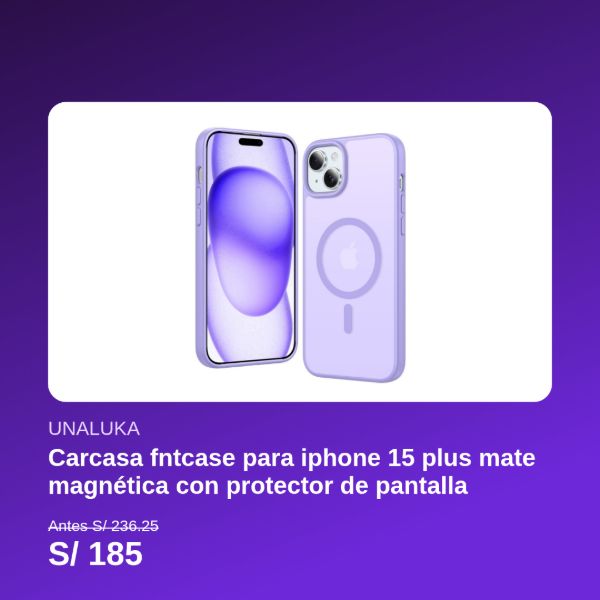 UNALUKA
Carcasa fntcase para iphone 15 plus mate
magnética con protector de pantalla
Antes S/ 236.25
S/ 185